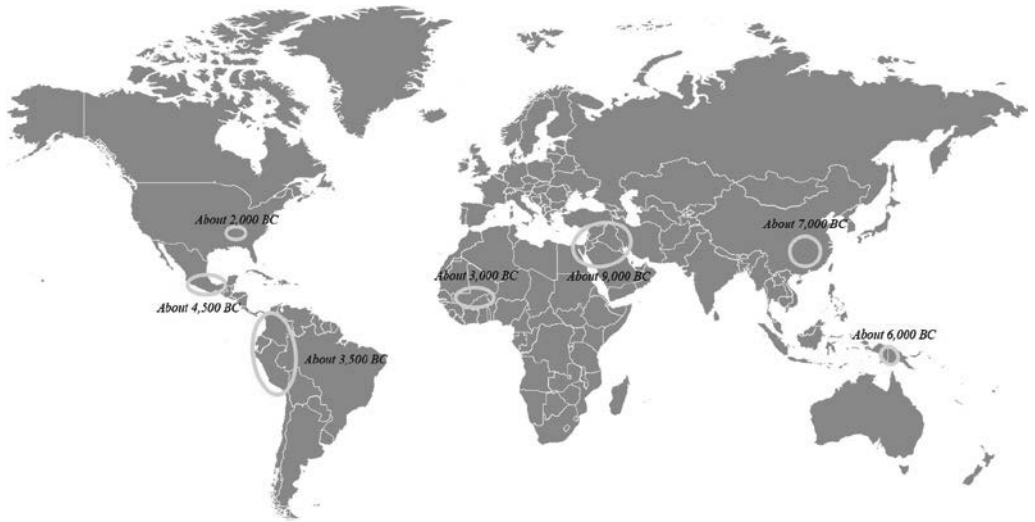 About 2,000 BC
About 7,000 BC
About 3,000 BC
About 9,000 BC
About 4,500 BC
About 6,000 BC
About 3,500 BC